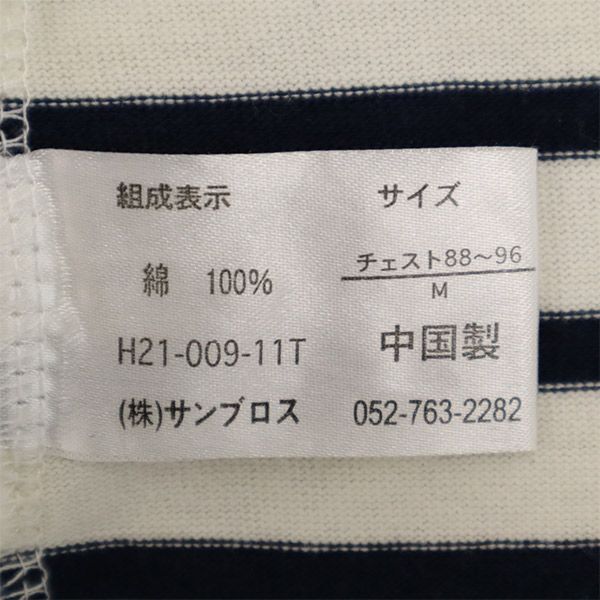 組成表示 サイズ
綿 100% チェスト88～96
M
H21-009-11T 中国製
(株)サンブロス 052-763-2282